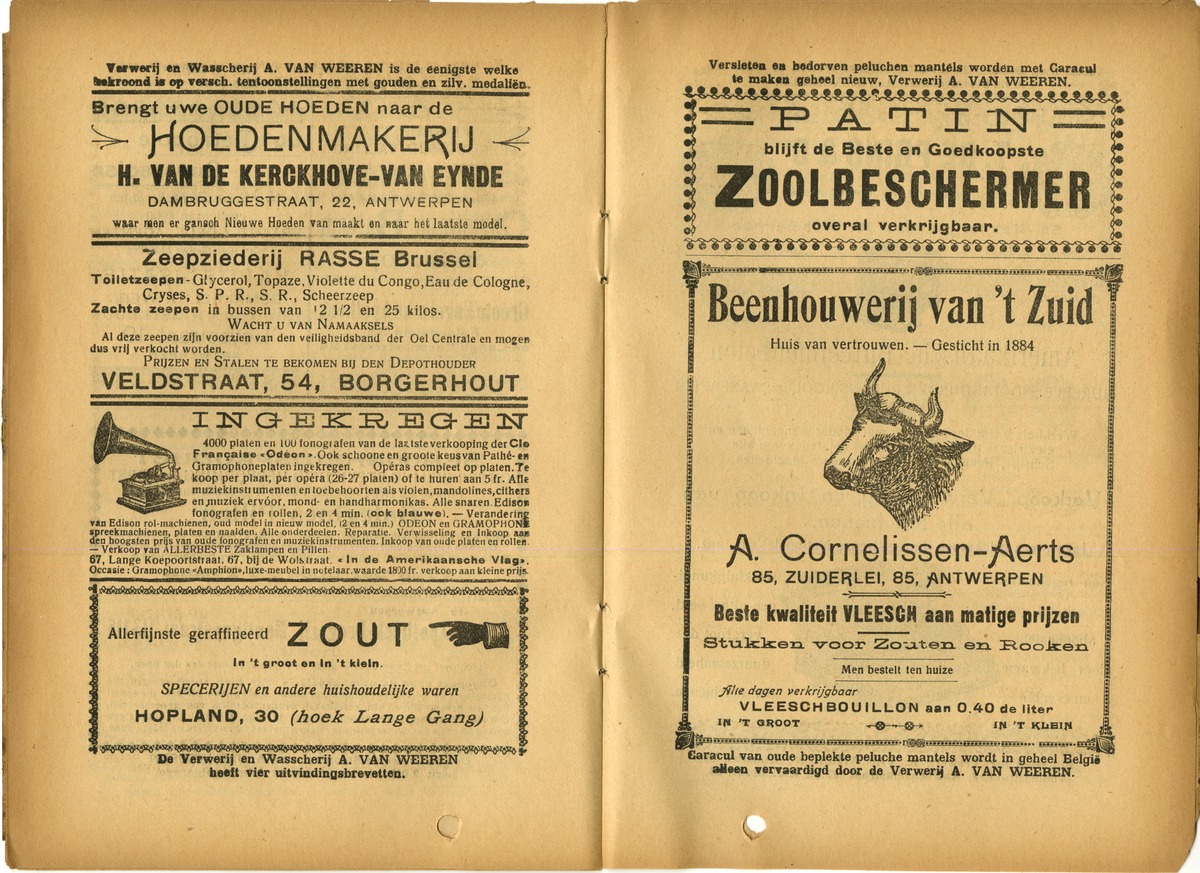 Verwerij en Wasscherij A. VAN WEEREN is de eenigste welke
bekroond is op versch. tentoonstellingen met gouden en zilv. medaliën.
Brengt uwe OUDE HOEDEN naar de
HOEDENMAKERIJ
H. VAN DE KERCKHOVE-VAN EYNDE
DAMBRUGGESTRAAT, 22, ANTWERPEN
waar men er gansch Nieuwe Hoeden van maakt en naar het laatste model.
Zeepziederij RASSE Brussel
Toiletzeepen - Glycerol, Topaze, Violette du Congo, Eau de Cologne,
Cryses, S. P. R., S. R., Scheerzeep
Zachte zeepen in bussen van 12 1/2 en 25 kilos.
WACHT U VAN NAMAAKSELS
Al deze zeepen zijn voorzien van den veiligheidsband der Oel Centrale en mogen
dus vrij verkocht worden.
PRIJZEN EN STALEN TE BEKOMEN BIJ DEN DEPOTHOUDER
VELDSTRAAT, 54, BORGERHOUT
INGEKREGEN
4000 platen en 100 fonografen van de laatste verkooping der Cie
Française «Odéon». Ook schoone en groote keus van Pathé- en
Gramophoneplaten ingekregen. Opéras compleet op platen. Te
koop per plaat, per opéra (26-27 platen) of te huren aan 5 fr. Alle
muziekinstrumenten en toebehoorten als violen, mandolines, cithers
en muziek ervóor, mond- en handharmonikas. Alle snaren. Edison
fonografen en rollen, 2 en 4 min. (ook blauwe). — Verandering
van Edison rol-machienen, oud model in nieuw model, (2 en 4 min.) ODEON en GRAMOPHONE
spreekmachienen, platen en naalden. Alle onderdeelen. Reparatie. Verwisseling en Inkoop aan
den hoogsten prijs van oude fonografen en muziekinstrumenten. Inkoop van oude platen en rollen.
— Verkoop van ALLERBESTE Zaklampen en Pillen.
67, Lange Koepoortstraat, 67, bij de Wolstraat. «In de Amerikaansche Vlag».
Occasie : Gramophone «Amphion», luxe-meubel in notelaar, waarde 1800 fr. verkoop aan kleine prijs.
Allerfijnste geraffineerd ZOUT
In 't groot en in 't klein.
SPECERIJEN en andere huishoudelijke waren
HOPLAND, 30 (hoek Lange Gang)
De Verwerij en Wasscherij A. VAN WEEREN
heeft vier uitvindingsbrevetten.
Versleten en bedorven peluchen mantels worden met Caracul
te maken geheel nieuw, Verwerij A. VAN WEEREN.
PATIN
blijft de Beste en Goedkoopste
ZOOLBESCHERMER
overal verkrijgbaar.
Beenhouwerij van 't Zuid
Huis van vertrouwen. — Gesticht in 1884
A. Cornelissen-Aerts
85, ZUIDERLEI, 85, ANTWERPEN
Beste kwaliteit VLEESCH aan matige prijzen
Stukken voor Zouten en Rooken
Men bestelt ten huize
Alle dagen verkrijgbaar
VLEESCHBOUILLON aan 0.40 de liter
IN 'T GROOT IN 'T KLEIN
Caracul van oude beplekte peluche mantels wordt in geheel België
alleen vervaardigd door de Verwerij A. VAN WEEREN.